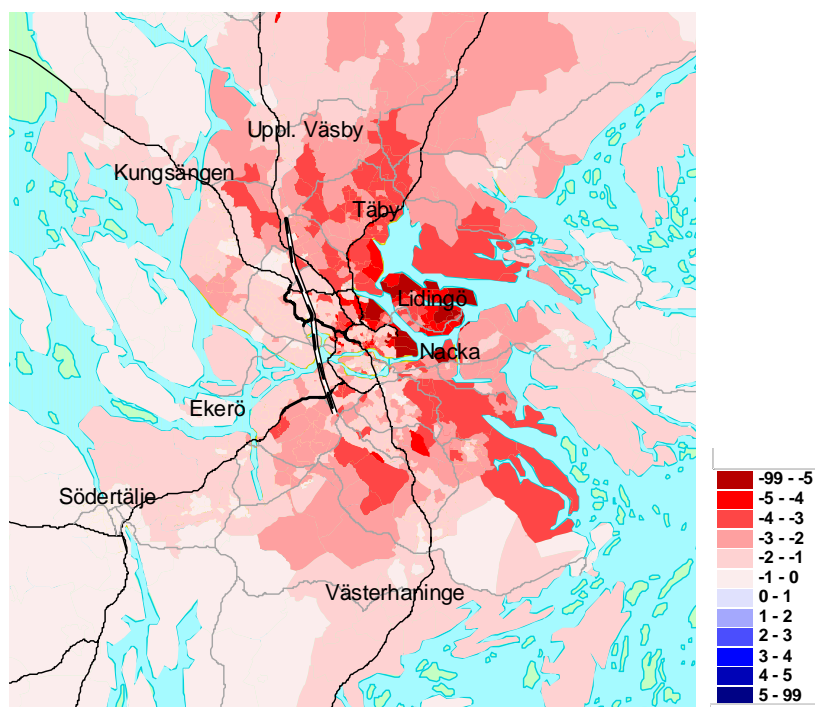 Uppl. Väsby
Kungsängen
Täby
Lidingö
Nacka
Ekerö
Södertälje
Västerhaninge
-99 - -5
-5 - -4
-4 - -3
-3 - -2
-2 - -1
-1 - 0
0 - 1
1 - 2
2 - 3
3 - 4
4 - 5
5 - 99